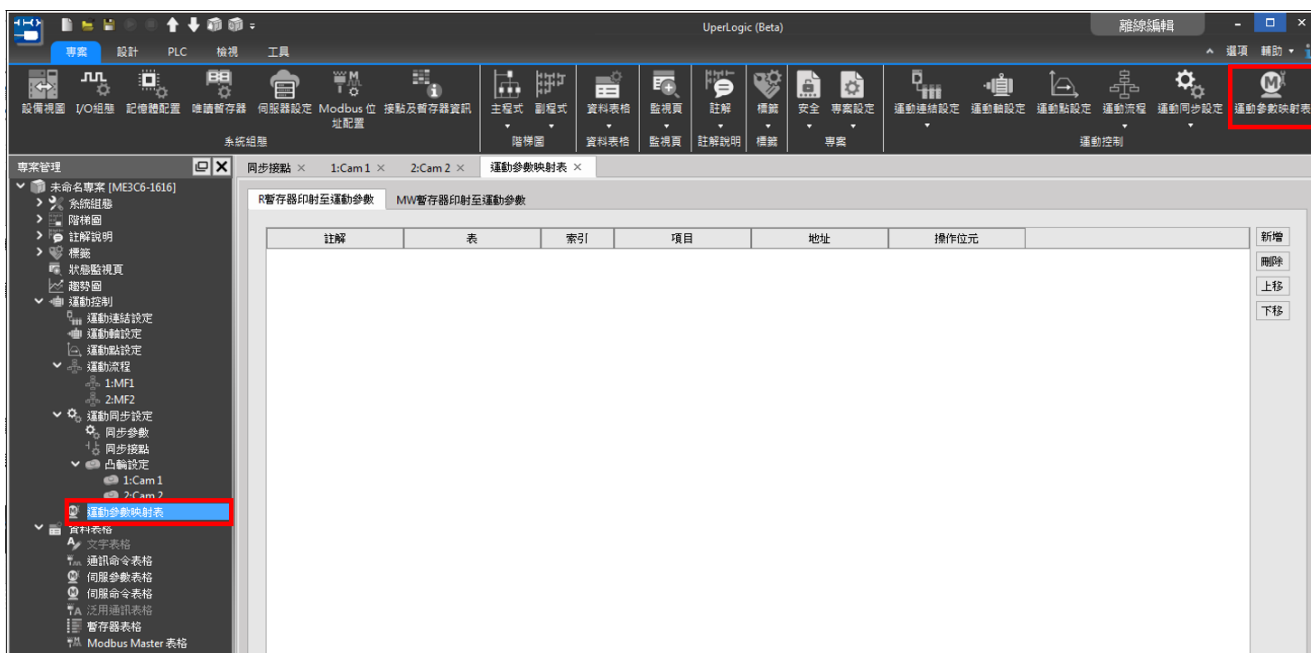 UperLogic (Beta)
離線編輯
專案 設計 PLC 檢視 工具
選項 輔助
設備視圖 I/O組態 記憶體配置 唯讀暫存器 伺服器設定 Modbus 位址配置 接點及暫存器資訊
主程式 副程式 資料表格 監視頁 註解 標籤 安全 專案設定
運動連結設定 運動軸設定 運動點設定 運動流程 運動同步設定 運動參數映射表
系統組態 階梯圖 資料表格 監視頁 註解說明 標籤 專案 運動控制
專案管理
同步接點 1:Cam 1 2:Cam 2 運動參數映射表
未命名專案 [ME3C6-1616]
系統組態
階梯圖
註解說明
標籤
狀態監視頁
趨勢圖
運動控制
運動連結設定
運動軸設定
運動點設定
運動流程
1:MF1
2:MF2
運動同步設定
同步參數
同步接點
凸輪設定
1:Cam 1
2:Cam 2
運動參數映射表
資料表格
文字表格
通訊命令表格
伺服參數表格
伺服命令表格
泛用通訊表格
暫存器表格
Modbus Master 表格
R暫存器印射至運動參數 MW暫存器印射至運動參數
註解 表 索引 項目 地址 操作位元
新增
刪除
上移
下移